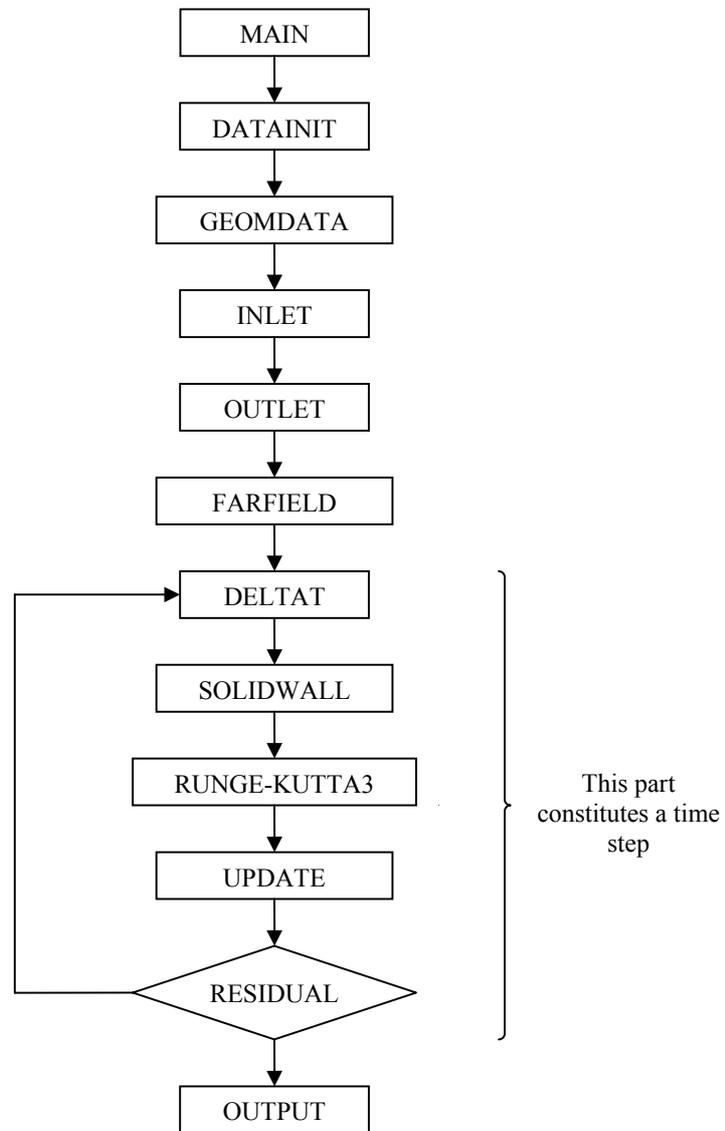 MAIN
DATAINIT
GEOMDATA
INLET
OUTLET
FARFIELD
DELTAT
SOLIDWALL
RUNGE-KUTTA3
UPDATE
RESIDUAL
OUTPUT
This part
constitutes a time
step